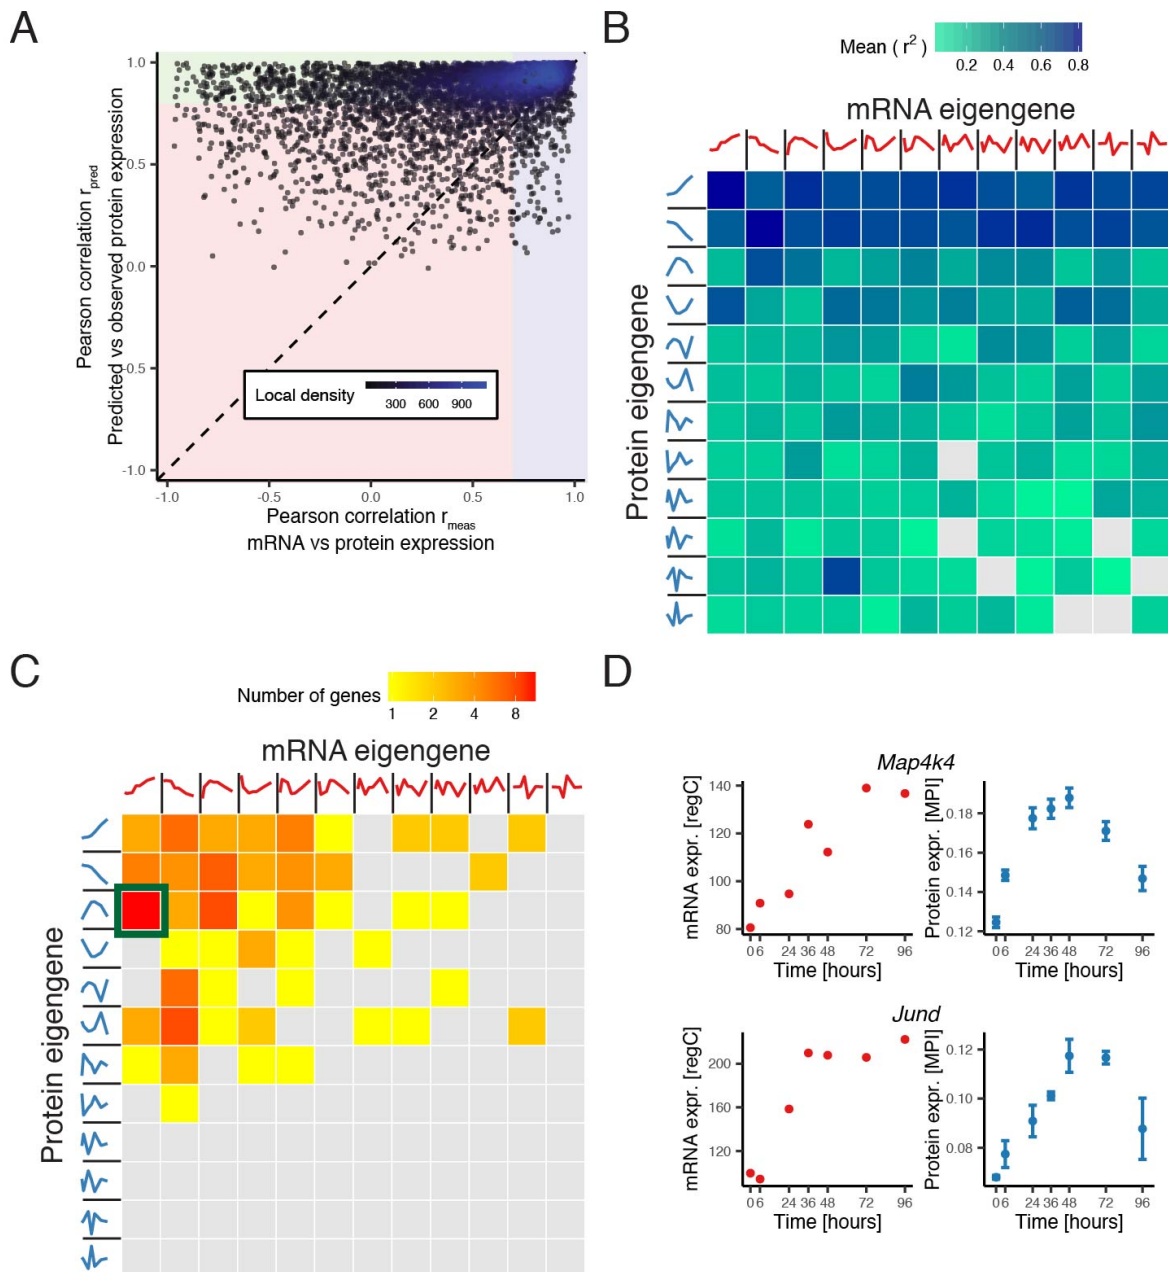 A
Pearson correlation r_pred
Predicted vs observed protein expression
1.0
0.5
0.0
-0.5
-1.0
Local density
300 600 900
-1.0 -0.5 0.0 0.5 1.0
Pearson correlation r_meas
mRNA vs protein expression
B
Mean ( r² )
0.2 0.4 0.6 0.8
mRNA eigengene
Protein eigengene
C
Number of genes
1 2 4 8
mRNA eigengene
Protein eigengene
D
Map4k4
mRNA expr. [regC]
140
120
100
80
0 6 24 36 48 72 96
Time [hours]
Protein expr. [MPI]
0.18
0.16
0.14
0.12
0 6 24 36 48 72 96
Time [hours]
Jund
mRNA expr. [regC]
200
160
120
0 6 24 36 48 72 96
Time [hours]
Protein expr. [MPI]
0.12
0.10
0.08
0 6 24 36 48 72 96
Time [hours]